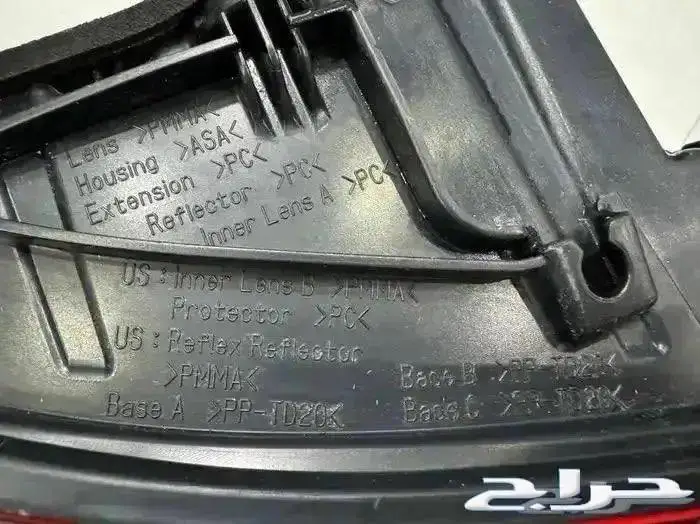 Lens >PMMA<
Housing >ASA<
Extension >PC<
Reflector >PC<
Inner Lens A >PC<
US : Inner Lens B >PMMA<
Protector >PC<
US : Reflex Reflector
>PMMA<
Base A >PP-TD20<
Base B >PP-TD20<
Base C >PP-TD20<
حراج